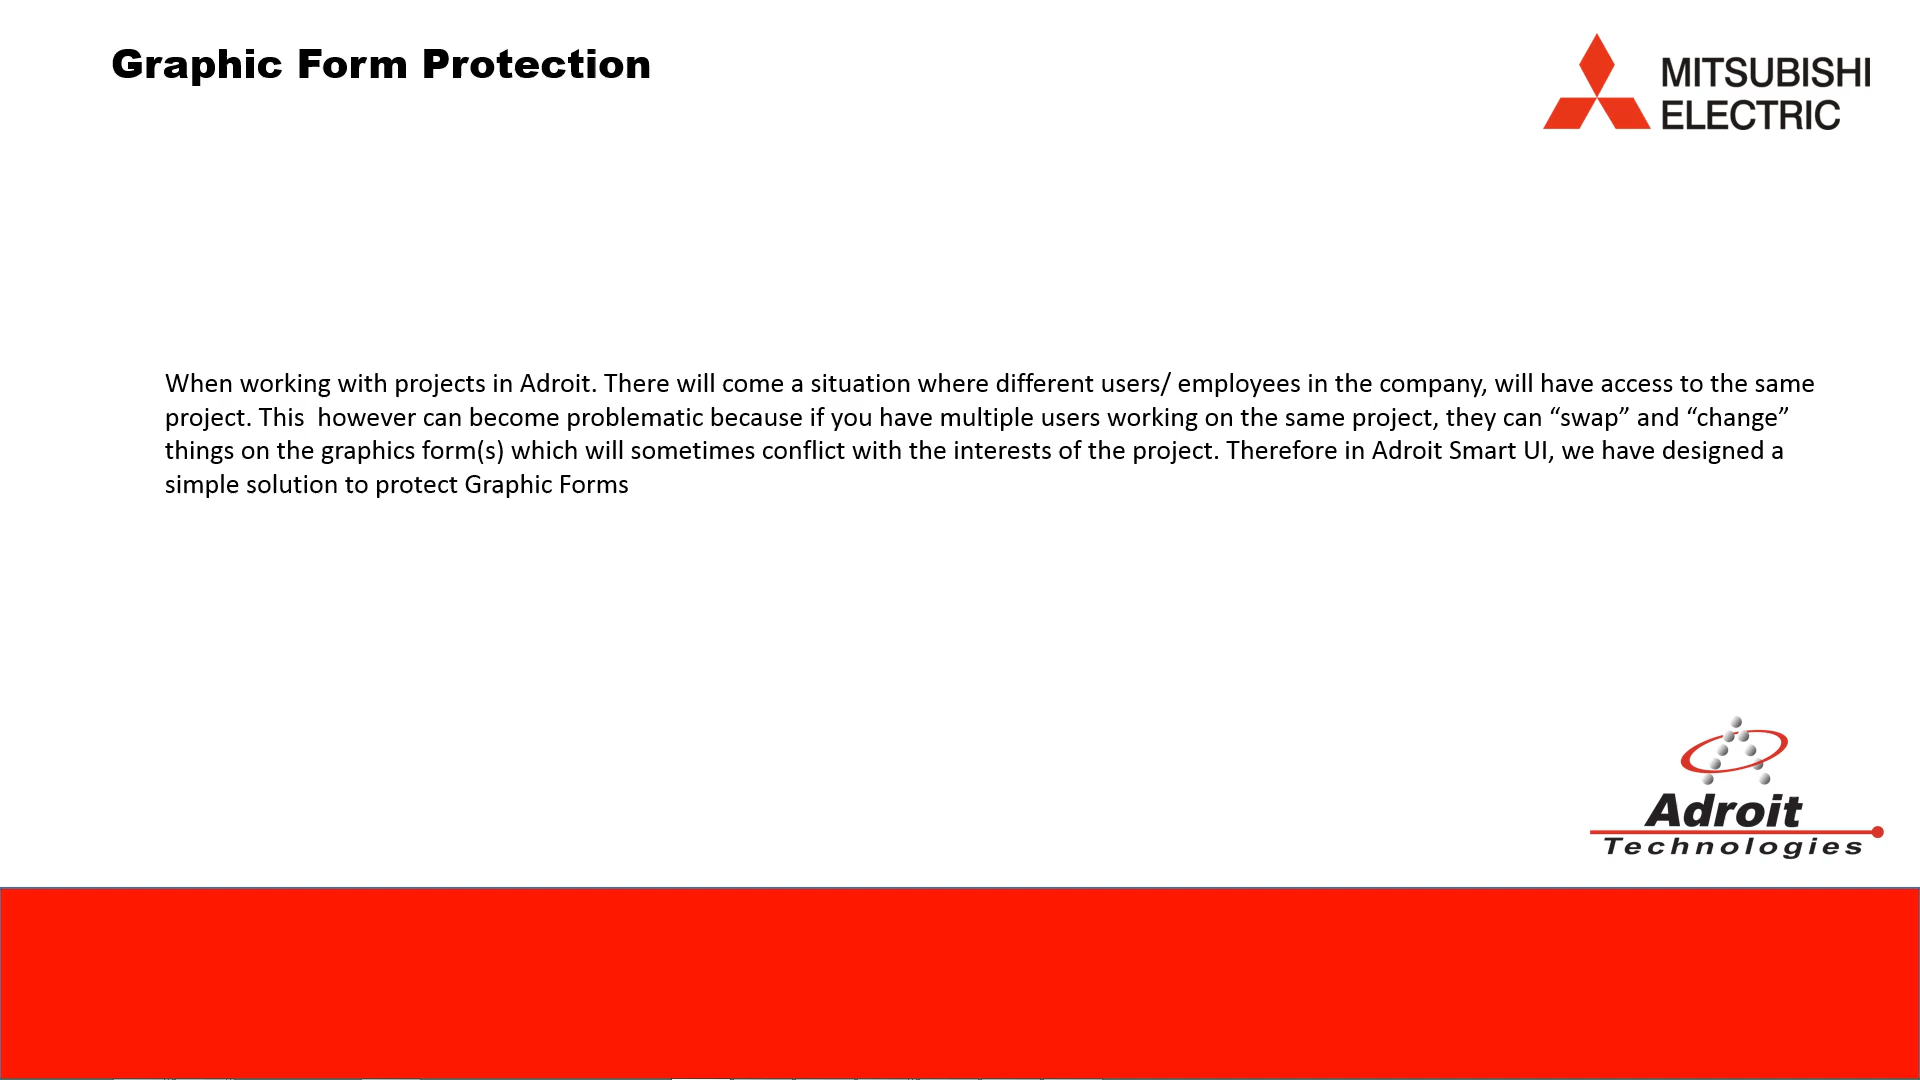 Graphic Form Protection
MITSUBISHI
ELECTRIC
When working with projects in Adroit. There will come a situation where different users/ employees in the company, will have access to the same
project. This  however can become problematic because if you have multiple users working on the same project, they can “swap” and “change”
things on the graphics form(s) which will sometimes conflict with the interests of the project. Therefore in Adroit Smart UI, we have designed a
simple solution to protect Graphic Forms
Adroit
Technologies